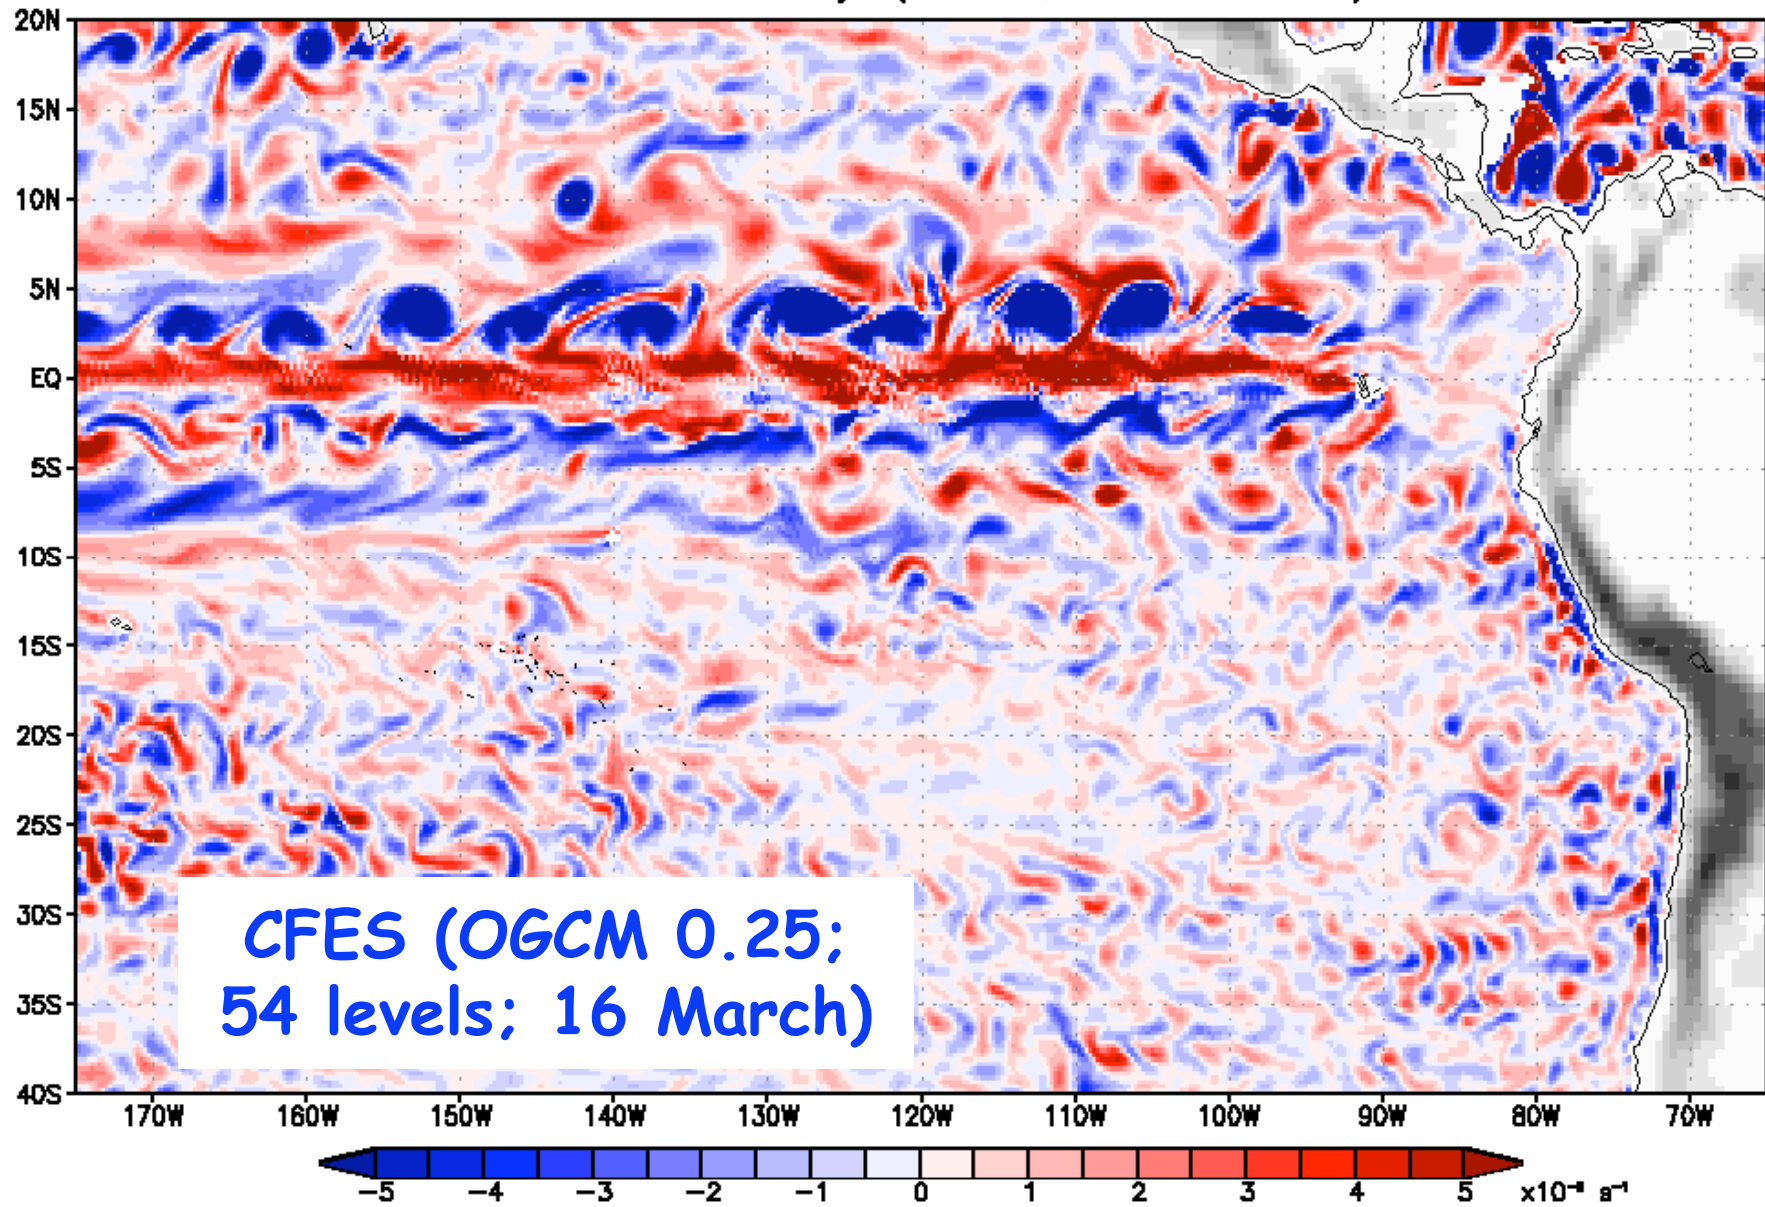 20N
15N
10N
5N
EQ
5S
10S
15S
20S
25S
30S
35S
40S
CFES (OGCM 0.25;
54 levels; 16 March)
170W 160W 150W 140W 130W 120W 110W 100W 90W 80W 70W
−5 −4 −3 −2 −1 0 1 2 3 4 5 s⁻¹